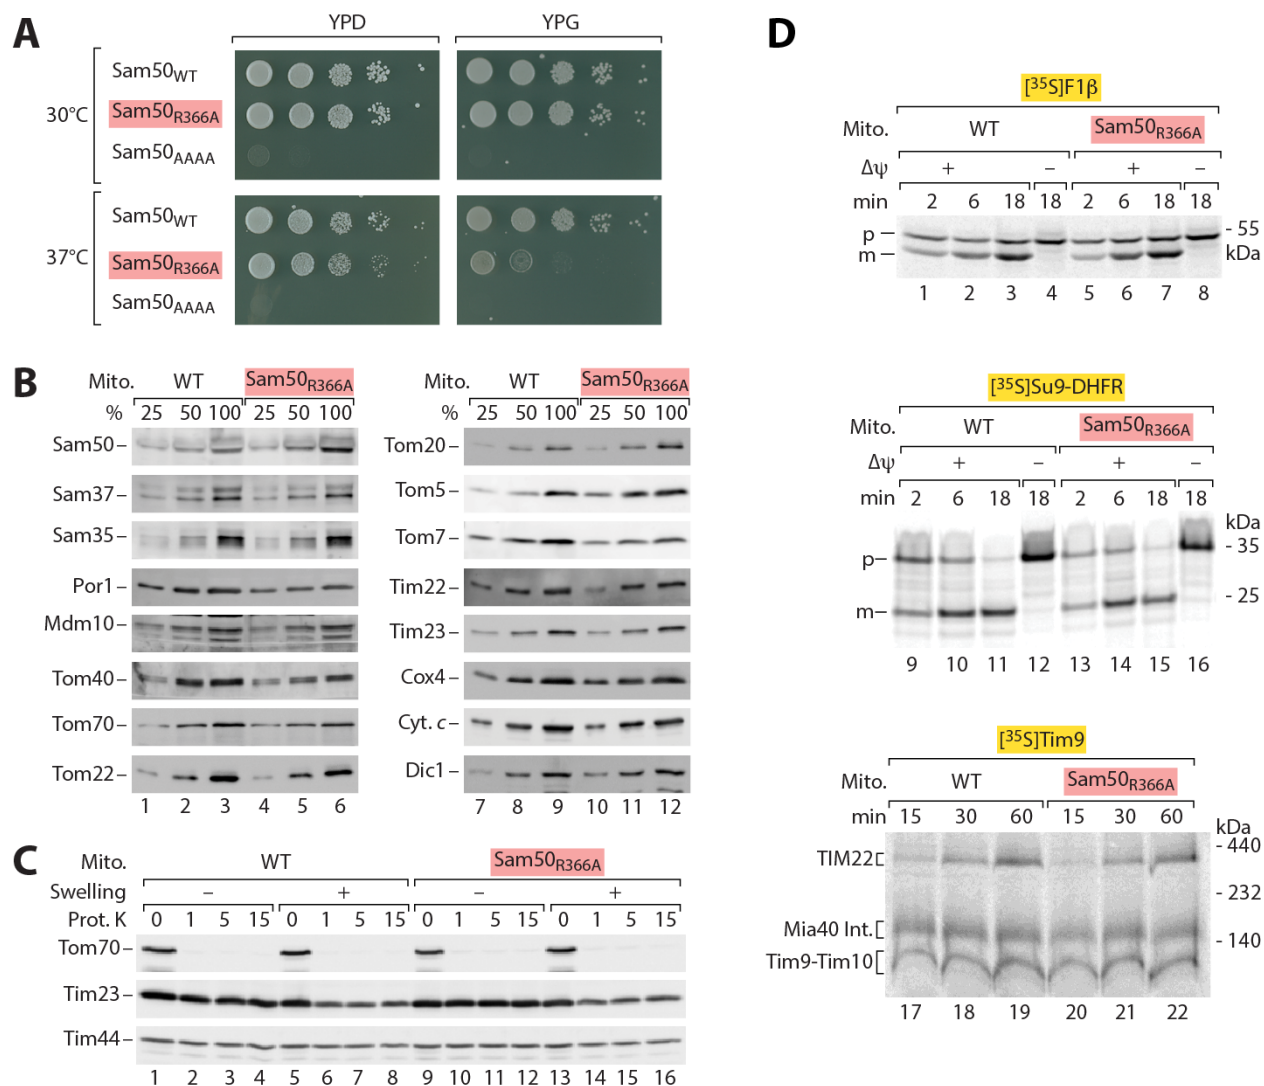 A
YPD YPG
30°C
Sam50WT
Sam50R366A
Sam50AAAA
37°C
Sam50WT
Sam50R366A
Sam50AAAA
B
Mito. WT Sam50R366A
% 25 50 100 25 50 100
Sam50
Sam37
Sam35
Por1
Mdm10
Tom40
Tom70
Tom22
1 2 3 4 5 6
Mito. WT Sam50R366A
% 25 50 100 25 50 100
Tom20
Tom5
Tom7
Tim22
Tim23
Cox4
Cyt. c
Dic1
7 8 9 10 11 12
C
Mito. WT Sam50R366A
Swelling – + – +
Prot. K 0 1 5 15 0 1 5 15 0 1 5 15 0 1 5 15
Tom70
Tim23
Tim44
1 2 3 4 5 6 7 8 9 10 11 12 13 14 15 16
D
[35S]F1β
Mito. WT Sam50R366A
Δψ + – + –
min 2 6 18 18 2 6 18 18
p - 55
m kDa
1 2 3 4 5 6 7 8
[35S]Su9-DHFR
Mito. WT Sam50R366A
Δψ + – + –
min 2 6 18 18 2 6 18 18
kDa
p - 35
- 25
m
9 10 11 12 13 14 15 16
[35S]Tim9
Mito. WT Sam50R366A
min 15 30 60 15 30 60
kDa
TIM22 - 440
- 232
Mia40 Int.
- 140
Tim9-Tim10
17 18 19 20 21 22